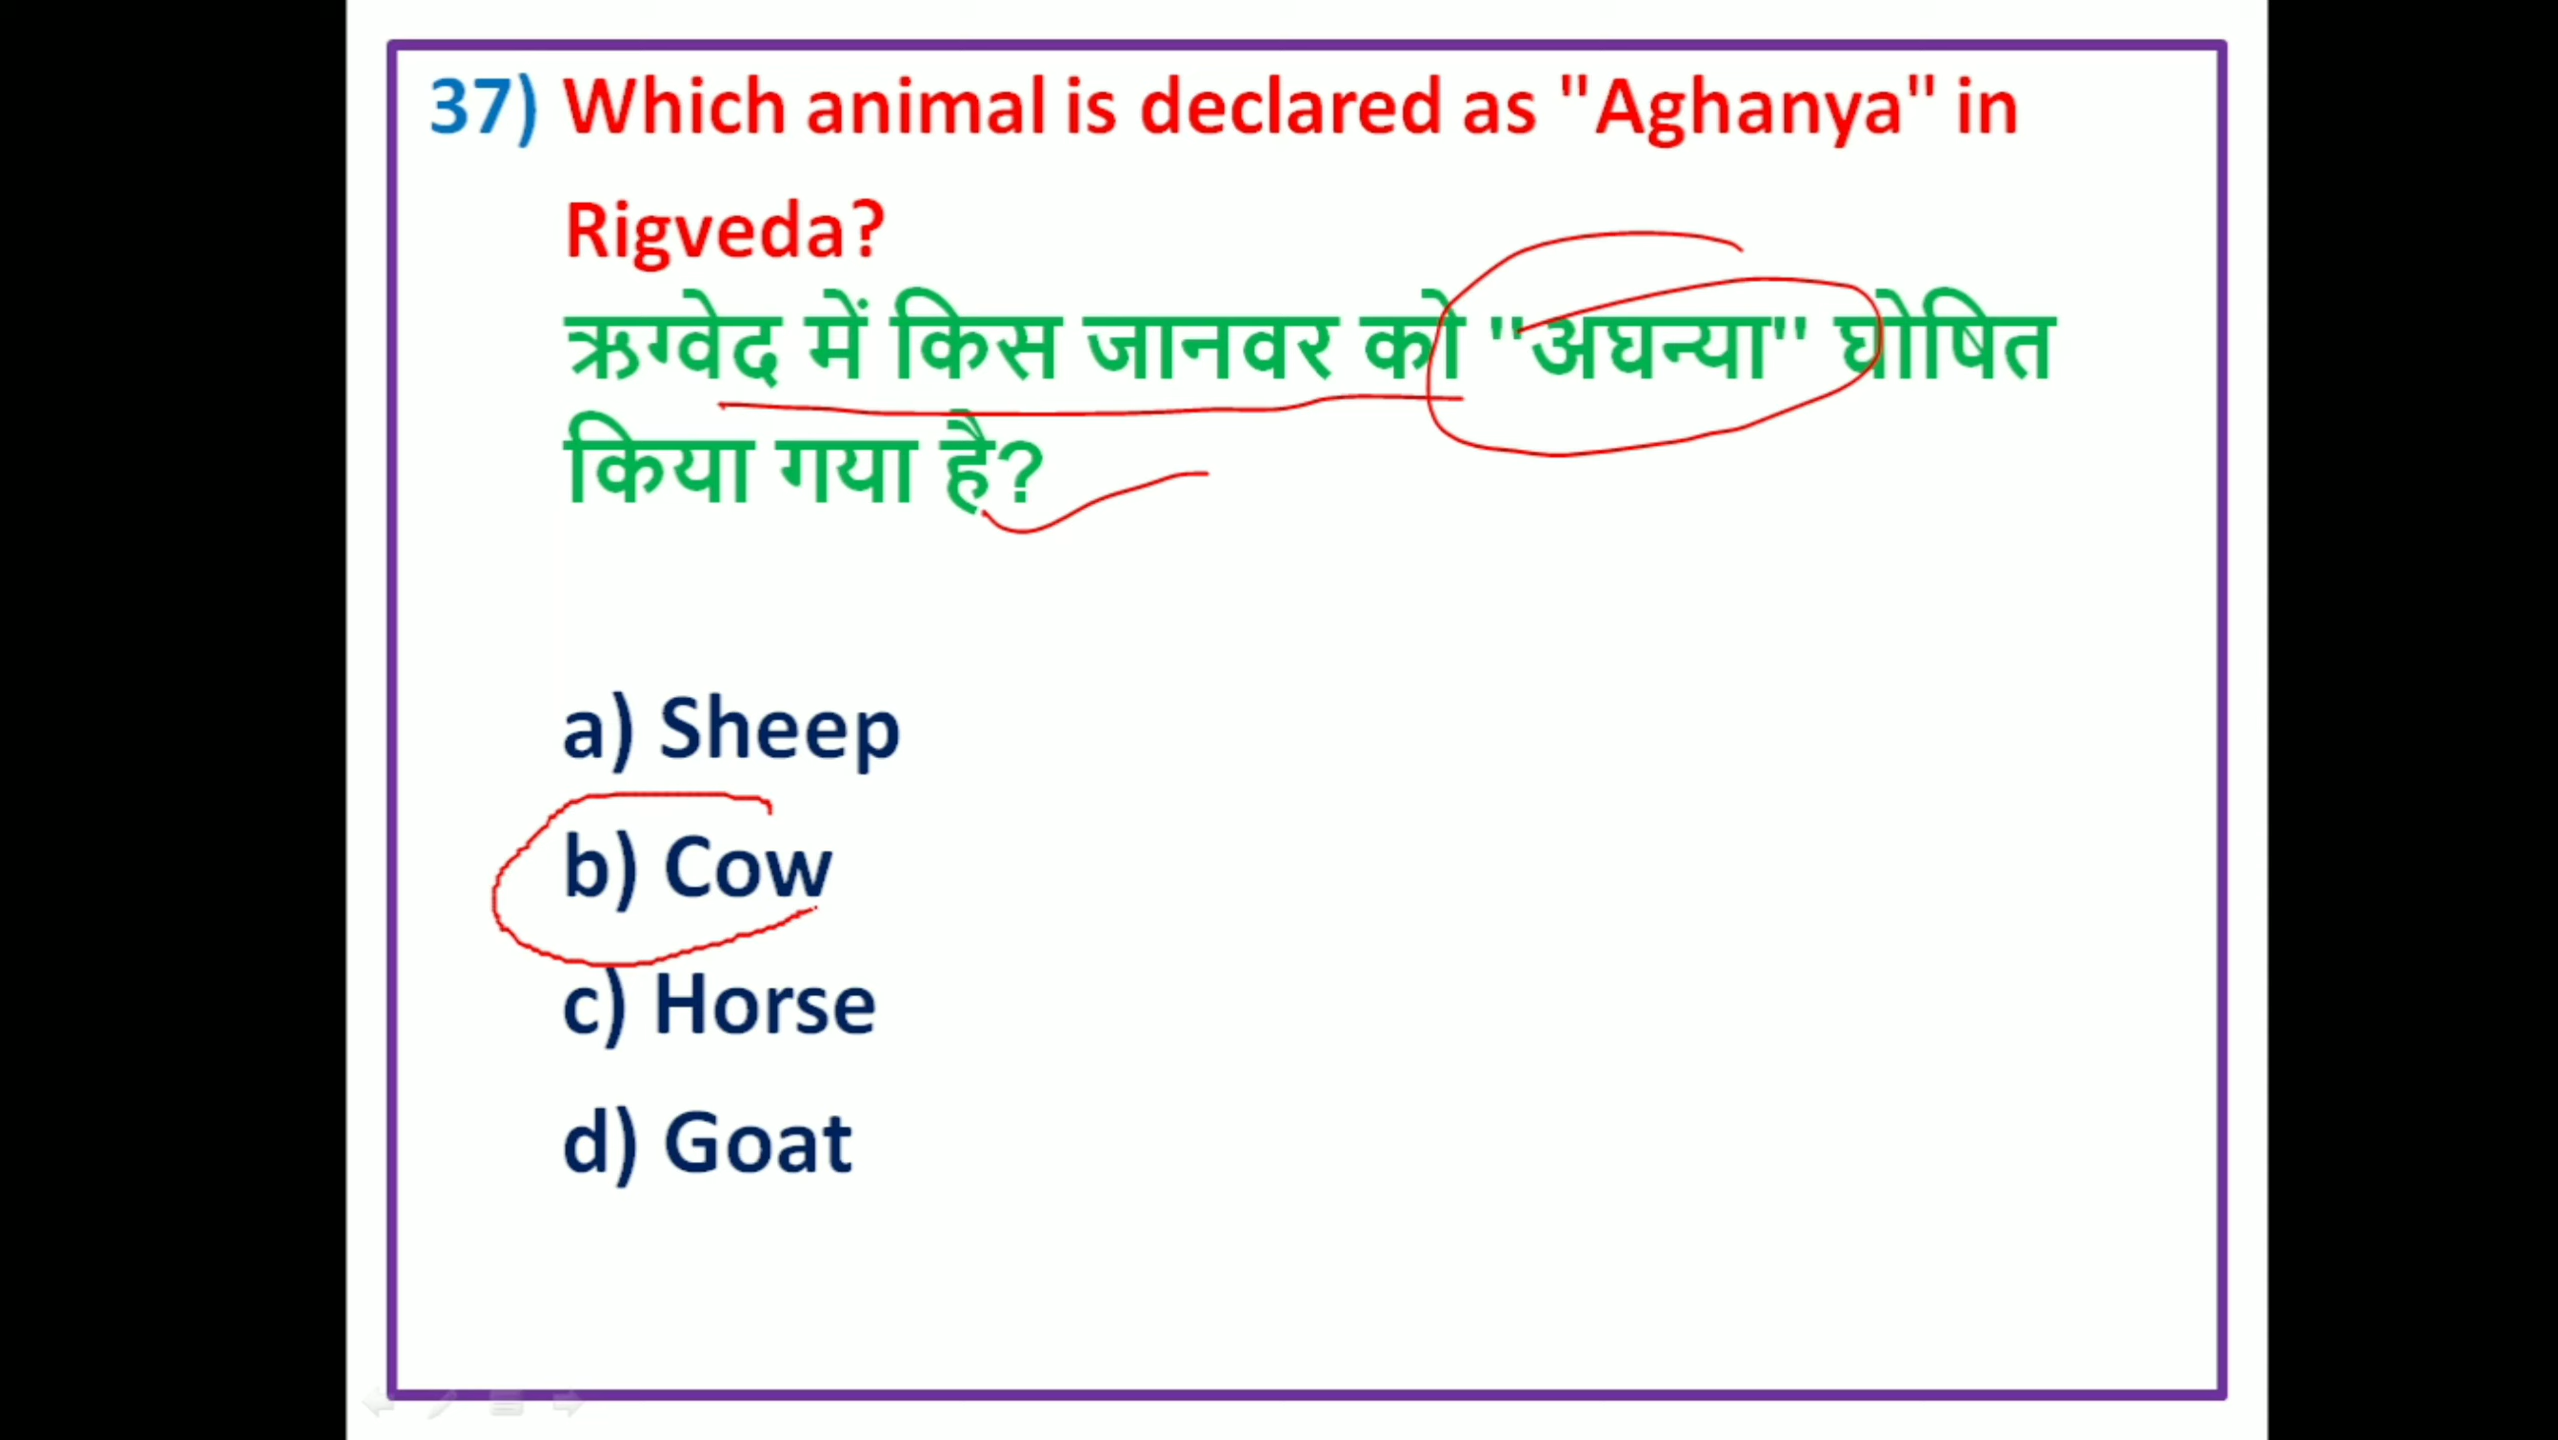 37) Which animal is declared as "Aghanya" in
Rigveda?
ऋग्वेद में किस जानवर को "अघन्या" घोषित
किया गया है?
a) Sheep
b) Cow
c) Horse
d) Goat